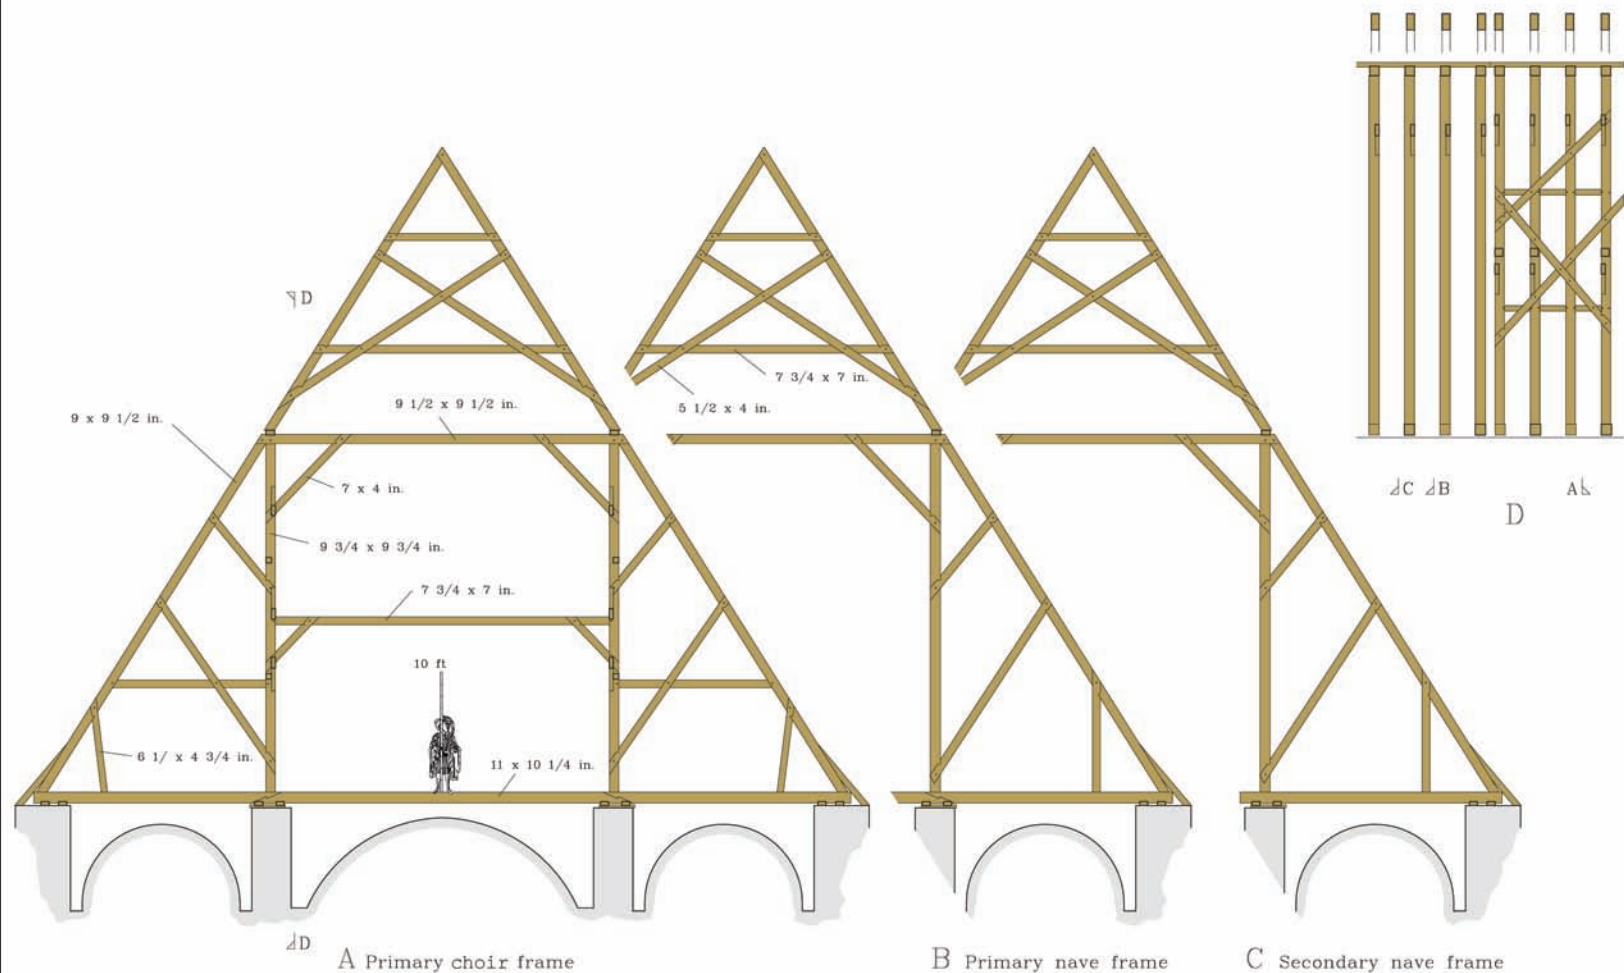 D
9 x 9 1/2 in.
9 1/2 x 9 1/2 in.
7 3/4 x 7 in.
5 1/2 x 4 in.
7 x 4 in.
9 3/4 x 9 3/4 in.
7 3/4 x 7 in.
10 ft
6 1/ x 4 3/4 in.
11 x 10 1/4 in.
C B A
D
D
A Primary choir frame
B Primary nave frame
C Secondary nave frame